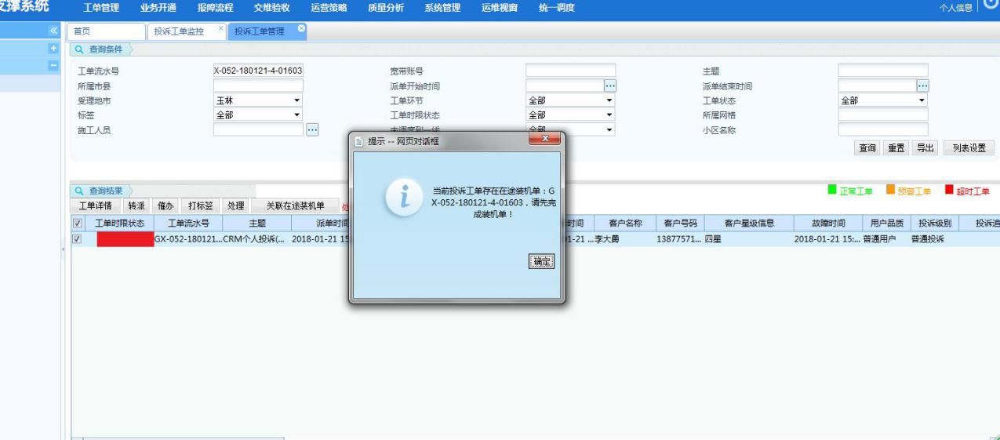 支撑系统 工单管理 业务开通 报障流程 交维验收 运营策略 质量分析 系统管理 运维视窗 统一调度 个人信息
首页 投诉工单监控 投诉工单管理
查询条件
工单流水号 X-052-180121-4-01603 宽带账号 主题
所属市县 派单开始时间 派单结束时间
受理地市 玉林 工单环节 全部 工单状态 全部
标签 全部 工单时限状态 全部 所属网格
施工人员 全部 小区名称
查询 重置 导出 列表设置
提示 -- 网页对话框
当前投诉工单存在在途装机单：G
X-052-180121-4-01603，请先完
成装机单！
确定
查询结果 正常工单 预警工单 超时工单
工单详情 转派 催办 打标签 处理 关联在途装机单
工单时限状态 工单流水号 主题 派单时间 时间 客户名称 客户号码 客户星级信息 故障时间 用户品质 投诉级别 投诉追
GX-052-180121... CRM个人投诉(... 2018-01-21 15 1-21 ... 李大勇 13877571... 四星 2018-01-21 15:... 普通用户 普通投诉